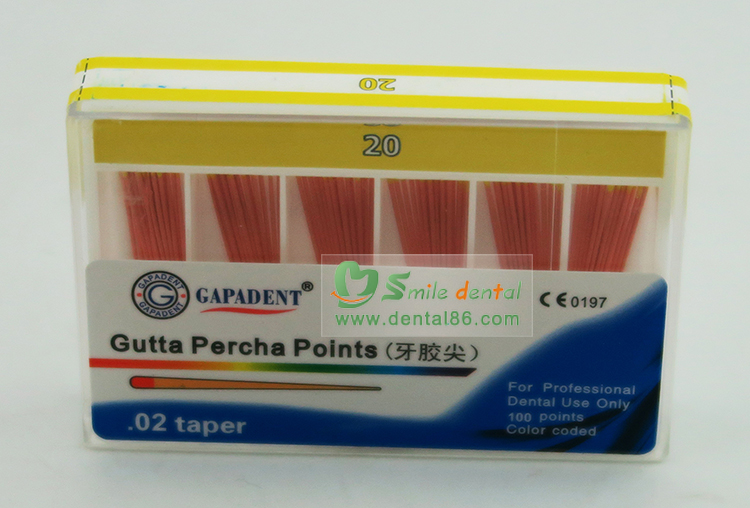 20
20
GAPADENT
GAPADENT
G
GAPADENT®
Smile dental
www.dental86.com
CE 0197
Gutta Percha Points (牙胶尖)
For Professional
Dental Use Only
100 points
Color coded
.02 taper